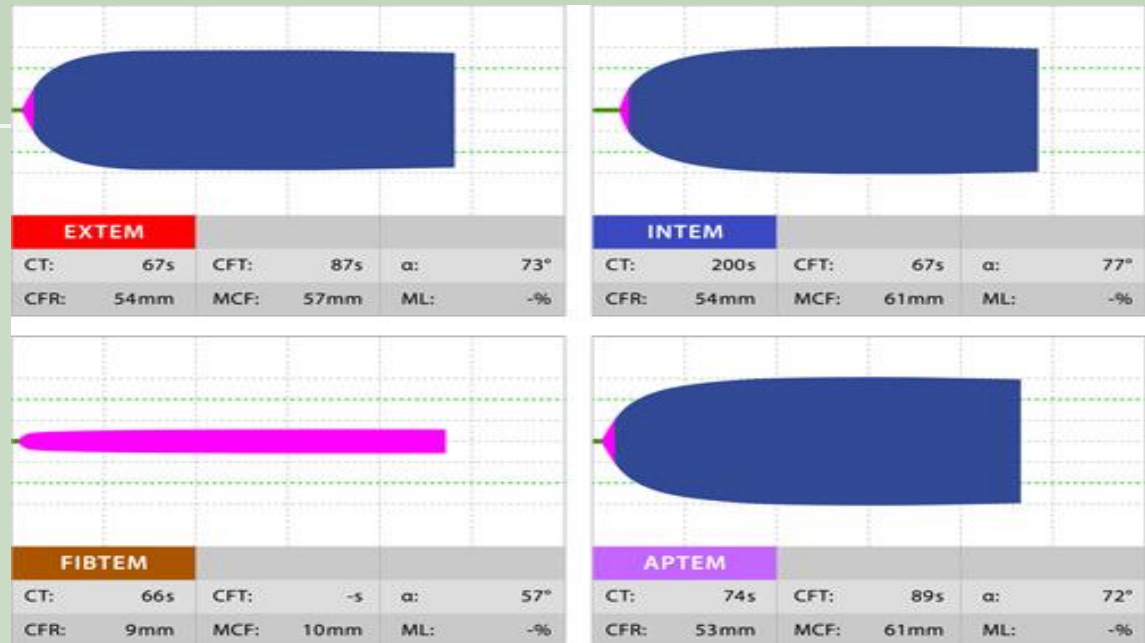 EXTEM
CT: 67s CFT: 87s α: 73°
CFR: 54mm MCF: 57mm ML: -%
INTEM
CT: 200s CFT: 67s α: 77°
CFR: 54mm MCF: 61mm ML: -%
FIBTEM
CT: 66s CFT: -s α: 57°
CFR: 9mm MCF: 10mm ML: -%
APTEM
CT: 74s CFT: 89s α: 72°
CFR: 53mm MCF: 61mm ML: -%